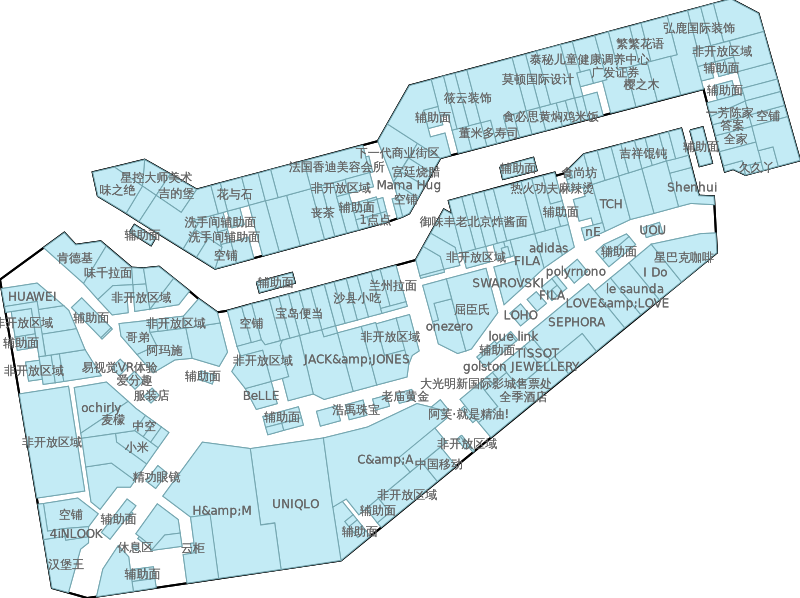 弘鹿国际装饰
繁繁花语
非开放区域
泰秘儿童健康调养中心
辅助面
广发证券
莫顿国际设计
樱之木
辅助面
筱云装饰
一芳陈家
空铺
辅助面
食必思黄焖鸡米饭
答案
董米多寿司
全家
辅助面
下一代商业街区
吉祥馄钝
法国香迪美容会所
久久丫
辅助面
宫廷烧腊
食尚坊
星控大师美术
Mama Hug
热火功夫麻辣烫
Shenhui
味之绝
吉的堡
花与石
非开放区域
空铺
TCH
丧茶
辅助面
辅助面
洗手间辅助面
1点点
御味丰老北京炸酱面
nE
UOU
辅助面
洗手间辅助面
adidas
辅助面
空铺
肯德基
非开放区域
FILA
星巴克咖啡
味千拉面
polyrnono
I Do
辅助面
兰州拉面
SWAROVSKI
le saunda
HUAWEI
非开放区域
宝岛便当
沙县小吃
FILA
LOVE&amp;LOVE
辅助面
屈臣氏
LOHO
非开放区域
非开放区域
空铺
onezero
SEPHORA
哥弟
非开放区域
loue link
辅助面
阿玛施
辅助面
TISSOT
非开放区域
易视觉VR体验
非开放区域
JACK&amp;JONES
golston
JEWELLERY
爱分趣
辅助面
大光明新国际影城售票处
服装店
BeLLE
老庙黄金
全季酒店
ochirly
浩禹珠宝
麦檬
辅助面
阿芙·就是精油!
中空
非开放区域
小米
非开放区域
C&amp;A
中国移动
精功眼镜
非开放区域
空铺
辅助面
H&amp;M
UNIQLO
辅助面
4iNLOOK
辅助面
休息区
云柜
汉堡王
辅助面